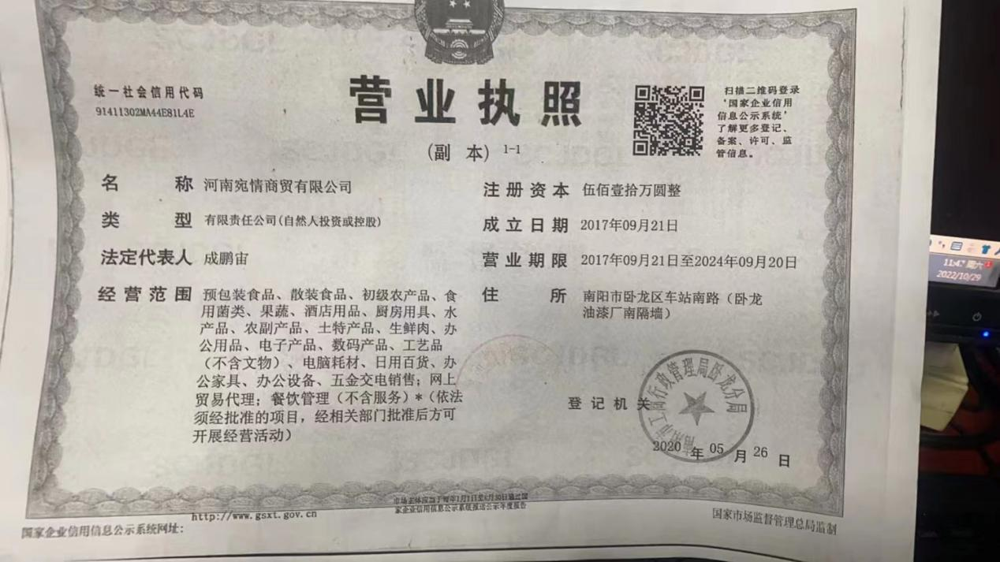 统一社会信用代码
91411302MA44E81L4E
营业执照
(副 本) 1-1
扫描二维码登录
‘国家企业信用
信息公示系统’
了解更多登记、
备案、许可、监
管信息。
名 称 河南宛情商贸有限公司
类 型 有限责任公司(自然人投资或控股)
法定代表人 成鹏宙
经营范围 预包装食品、散装食品、初级农产品、食
用菌类、果蔬、酒店用品、厨房用具、水
产品、农副产品、土特产品、生鲜肉、办
公用品、电子产品、数码产品、工艺品
（不含文物）、电脑耗材、日用百货、办
公家具、办公设备、五金交电销售；网上
贸易代理；餐饮管理（不含服务）*（依法
须经批准的项目，经相关部门批准后方可
开展经营活动）
注册资本 伍佰壹拾万圆整
成立日期 2017年09月21日
营业期限 2017年09月21日至2024年09月20日
住 所 南阳市卧龙区车站南路（卧龙
油漆厂南隔墙）
登记机关
南阳市工商行政管理局卧龙分局
2020 年 05 月 26 日
国家企业信用信息公示系统网址：
http://www.gsxt.gov.cn
市场主体应当于每年1月1日至6月30日通过国
家企业信用信息公示系统报送公示年度报告
国家市场监督管理总局监制
11:47 周六
2022/10/29